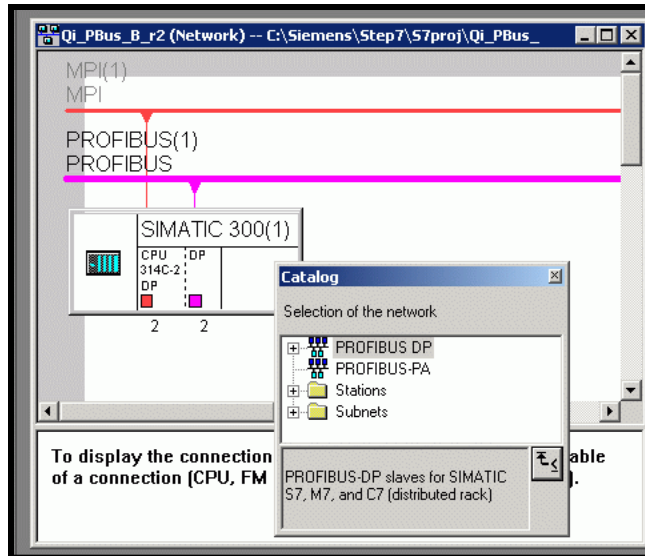 Qi_PBus_B_r2 (Network) -- C:\Siemens\Step7\S7proj\Qi_PBus_
MPI(1)
MPI
PROFIBUS(1)
PROFIBUS
SIMATIC 300(1)
CPU
314C-2
DP
DP
2
2
Catalog
Selection of the network
PROFIBUS DP
PROFIBUS-PA
Stations
Subnets
PROFIBUS-DP slaves for SIMATIC
S7, M7, and C7 (distributed rack)
To display the connection able
of a connection (CPU, FM ).